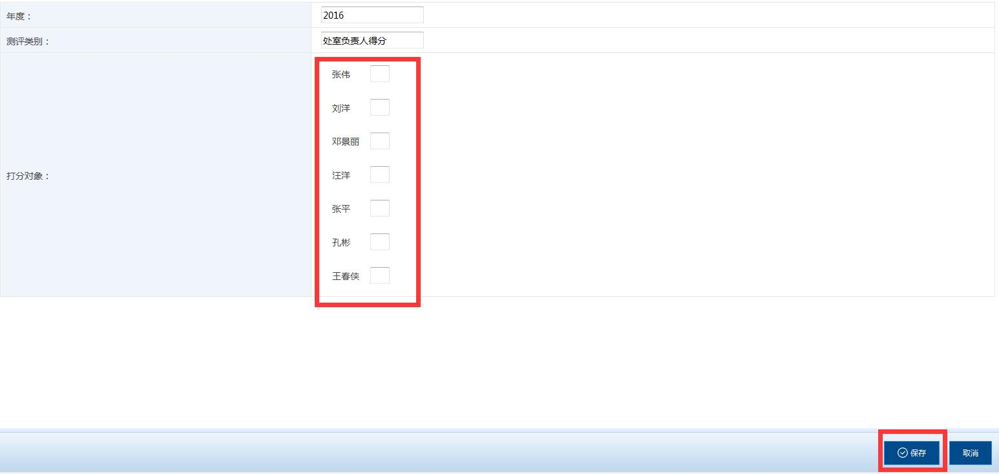 年度：
2016
测评类别：
处室负责人得分
打分对象：
张伟
刘洋
邓景丽
汪洋
张平
孔彬
王春侠
保存
取消